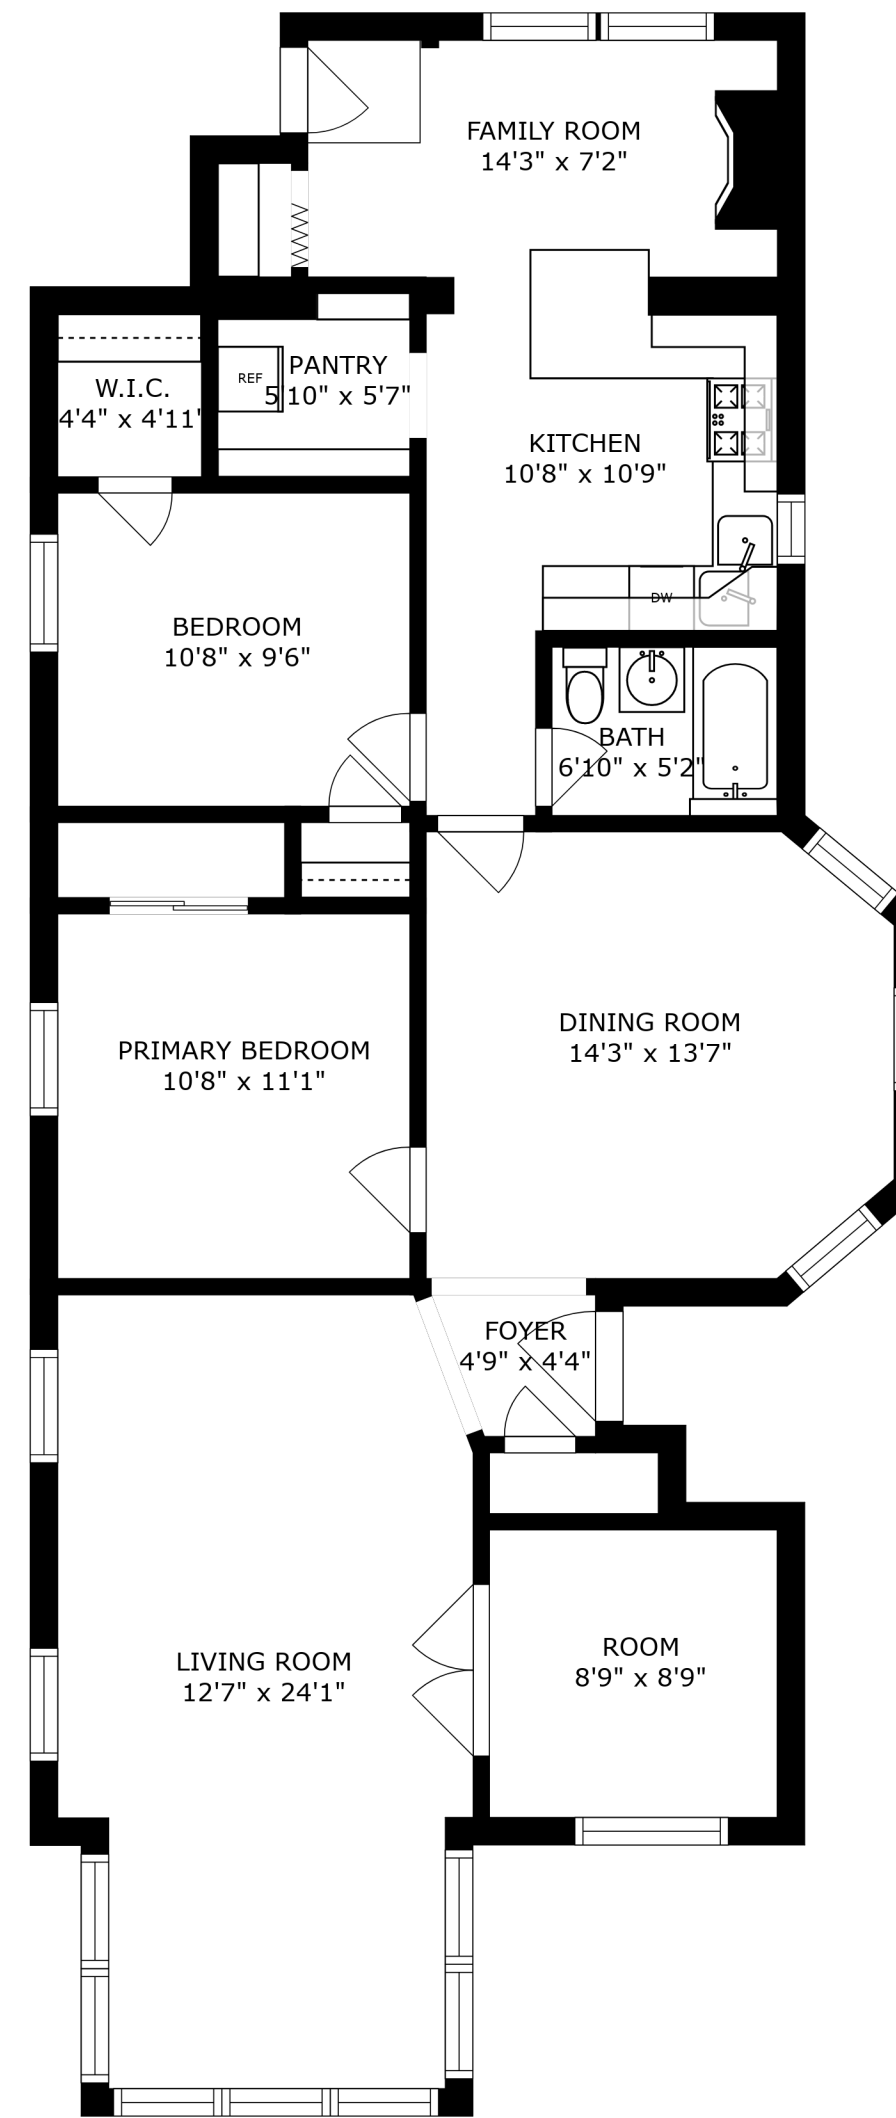 FAMILY ROOM
14'3" x 7'2"
PANTRY
5'10" x 5'7"
REF
W.I.C.
4'4" x 4'11'
KITCHEN
10'8" x 10'9"
DW
BEDROOM
10'8" x 9'6"
BATH
6'10" x 5'2"
DINING ROOM
14'3" x 13'7"
PRIMARY BEDROOM
10'8" x 11'1"
FOYER
4'9" x 4'4"
ROOM
8'9" x 8'9"
LIVING ROOM
12'7" x 24'1"